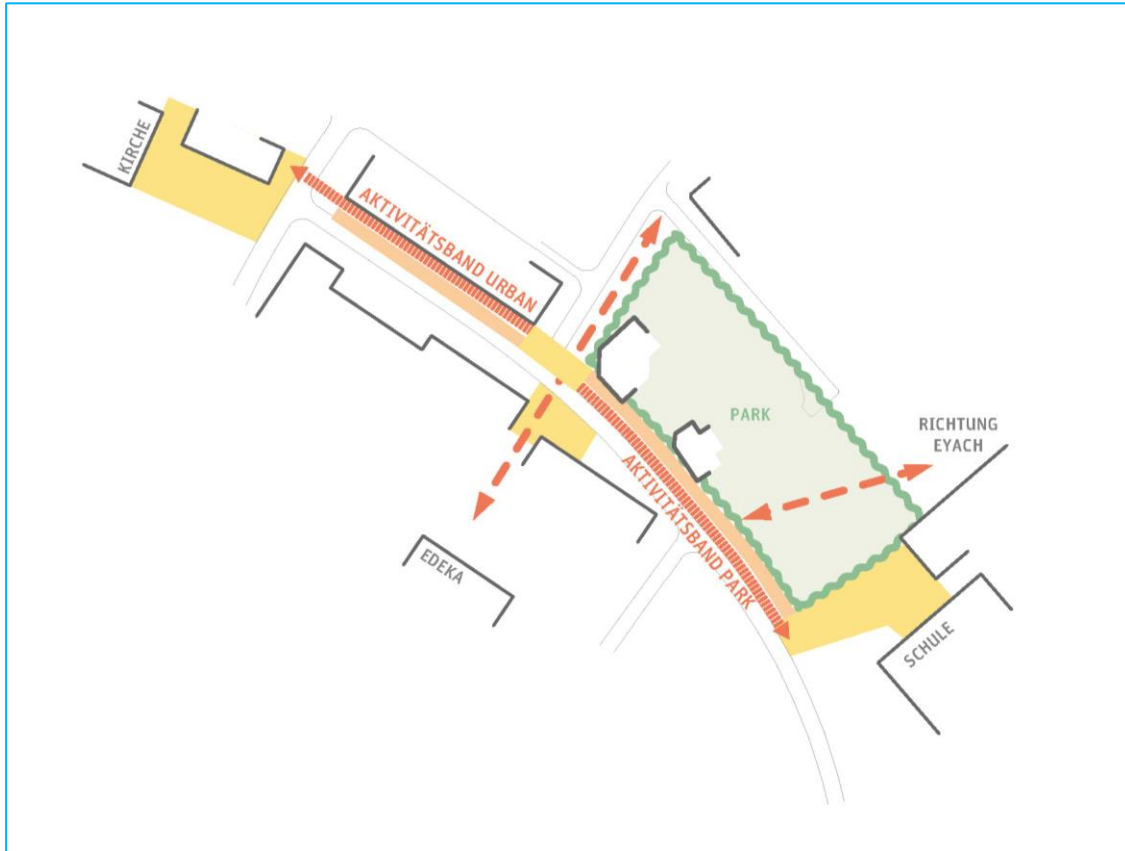 KIRCHE
AKTIVITÄTSBAND URBAN
PARK
RICHTUNG
EYACH
AKTIVITÄTSBAND PARK
EDEKA
SCHULE